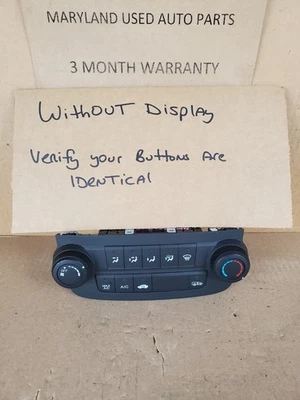 MARYLAND USED AUTO PARTS
3 MONTH WARRANTY
WITHOUT DISPLAY
Verify your Buttons Are
IDENTICAl
A/C